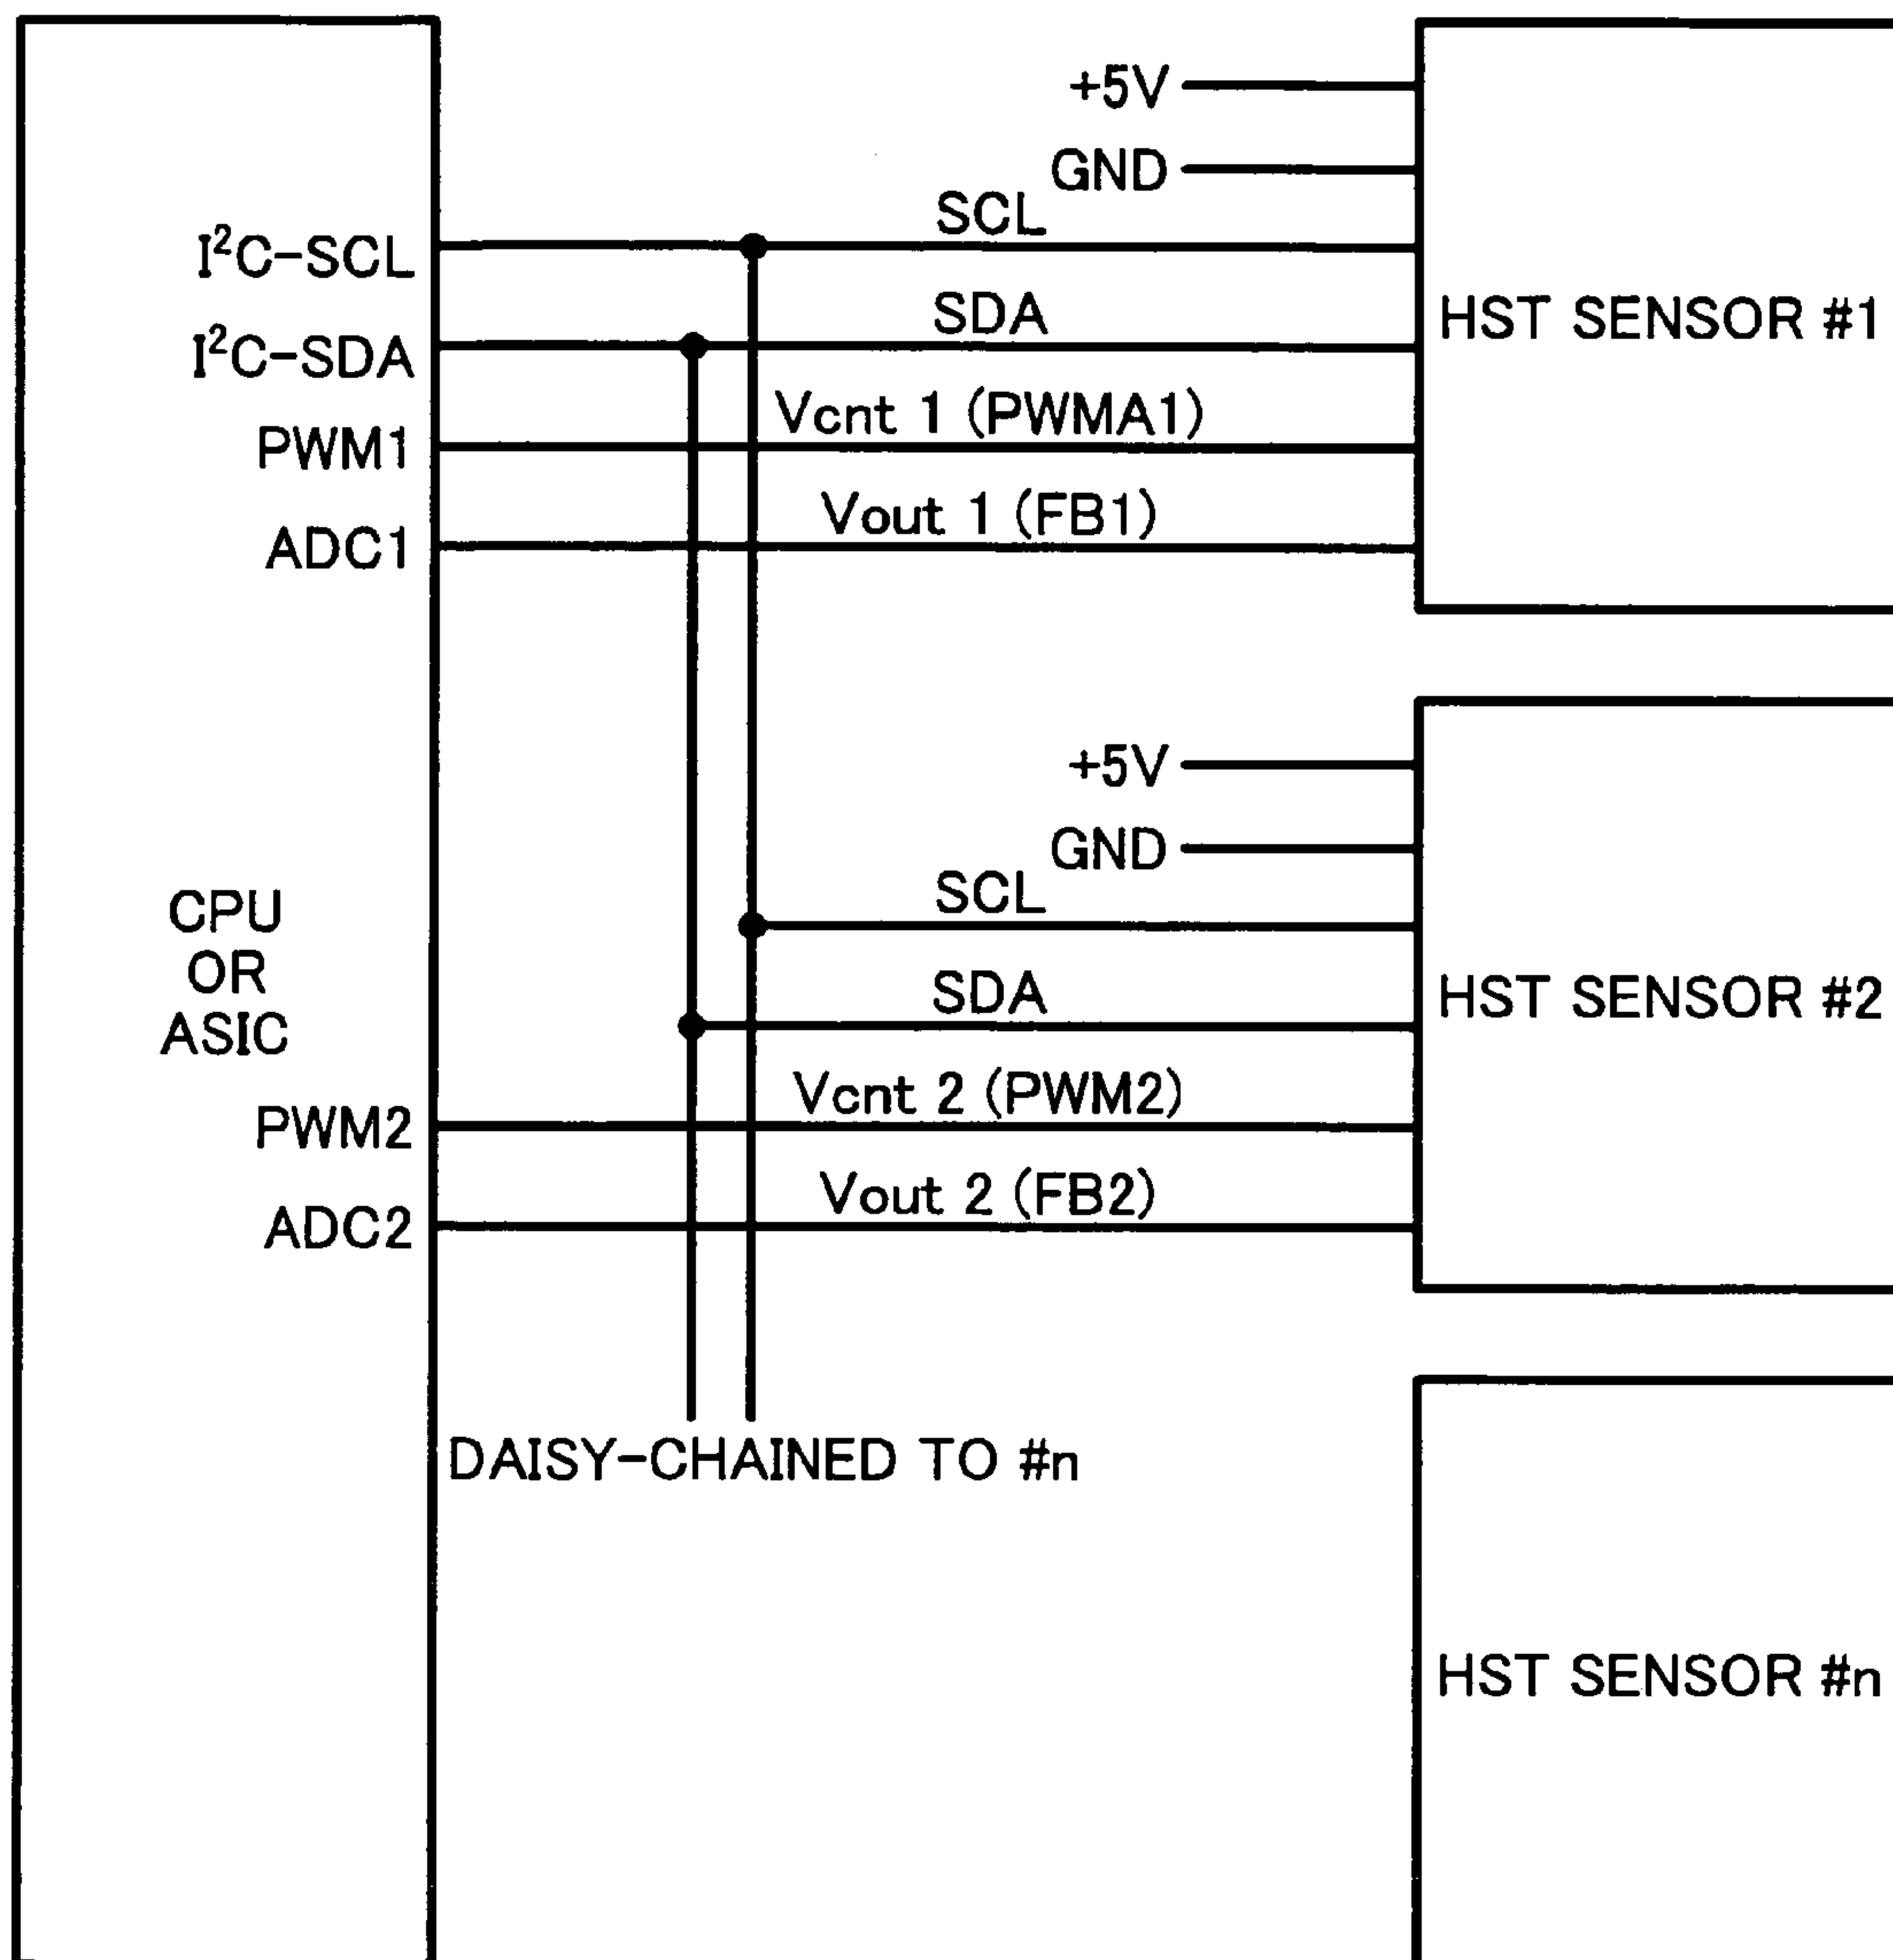 +5V
GND
SCL
I²C-SCL
SDA
HST SENSOR #1
I²C-SDA
Vcnt 1 (PWMA1)
PWM1
Vout 1 (FB1)
ADC1
+5V
GND
SCL
CPU
OR
ASIC
SDA
HST SENSOR #2
Vcnt 2 (PWM2)
PWM2
Vout 2 (FB2)
ADC2
DAISY-CHAINED TO #n
HST SENSOR #n